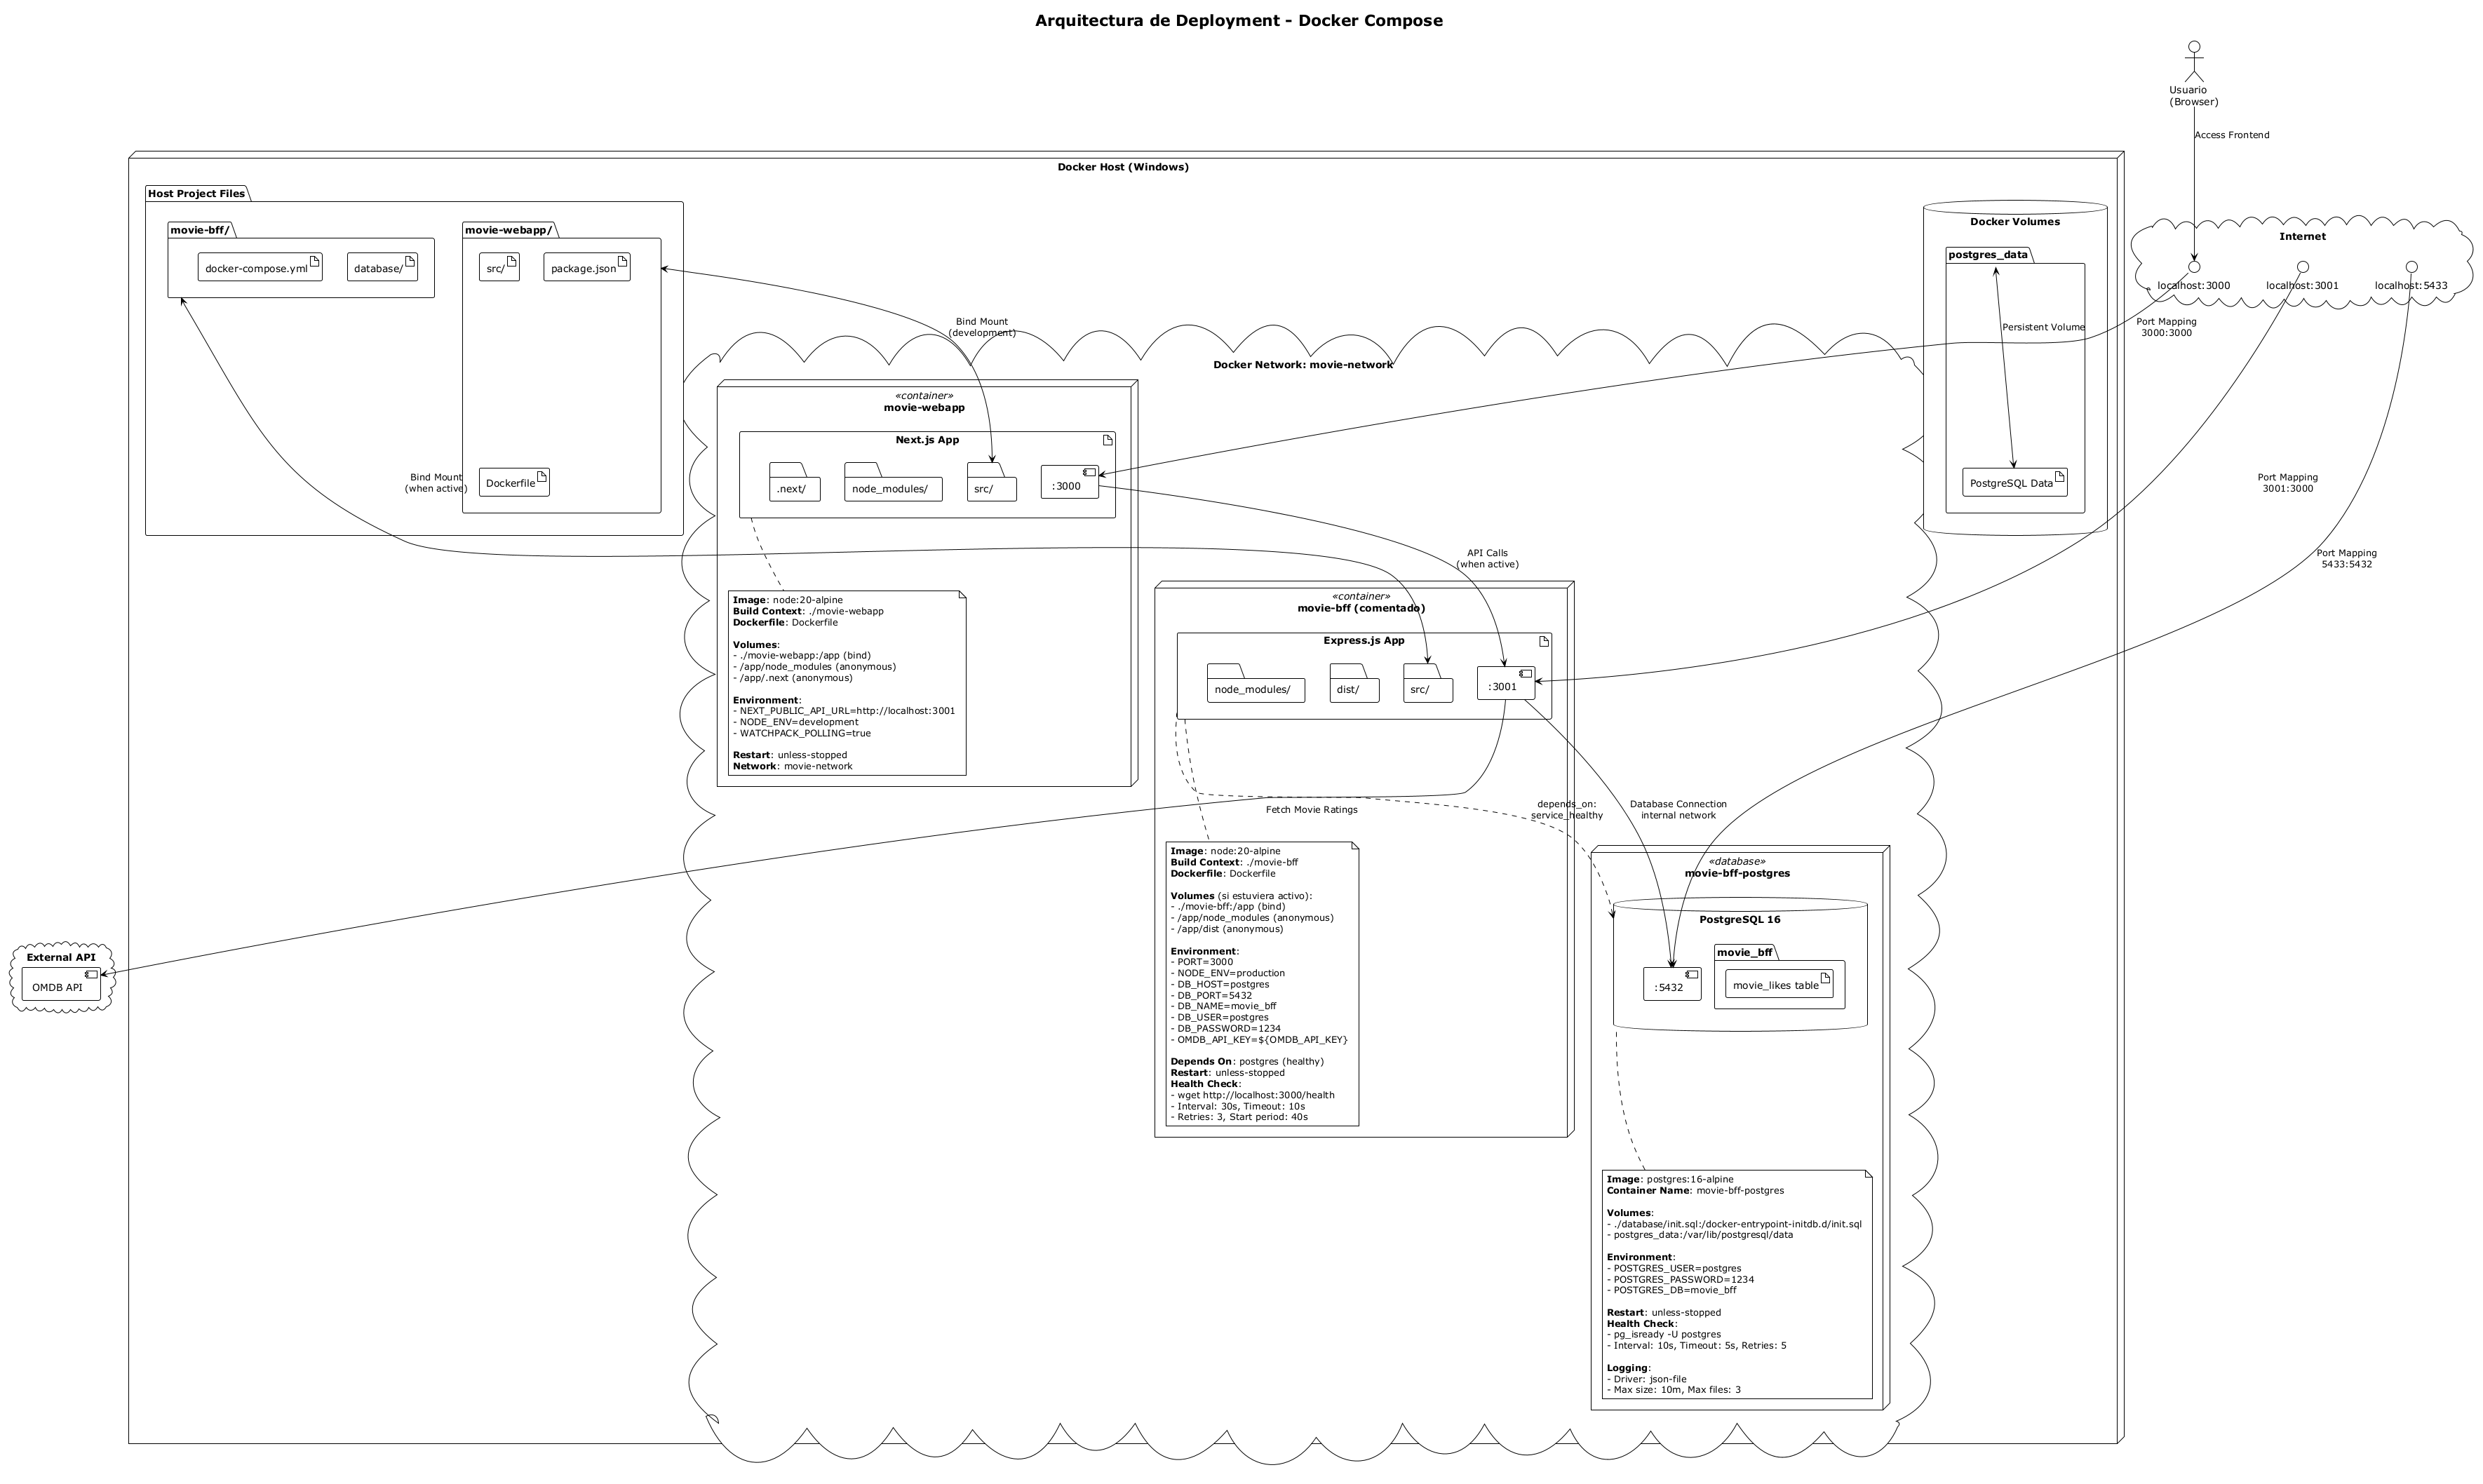 Arquitectura de Deployment - Docker Compose
Usuario
(Browser)
Access Frontend
Docker Host (Windows)
Host Project Files
movie-bff/
docker-compose.yml
database/
movie-webapp/
src/
package.json
Dockerfile
Docker Volumes
postgres_data
Persistent Volume
PostgreSQL Data
Internet
localhost:3000
localhost:3001
localhost:5433
Port Mapping
3000:3000
Port Mapping
3001:3000
Port Mapping
5433:5432
Bind Mount
(development)
Bind Mount
(when active)
Docker Network: movie-network
«container»
movie-webapp
Next.js App
.next/
node_modules/
src/
:3000
API Calls
(when active)
Image: node:20-alpine
Build Context: ./movie-webapp
Dockerfile: Dockerfile
Volumes:
- ./movie-webapp:/app (bind)
- /app/node_modules (anonymous)
- /app/.next (anonymous)
Environment:
- NEXT_PUBLIC_API_URL=http://localhost:3001
- NODE_ENV=development
- WATCHPACK_POLLING=true
Restart: unless-stopped
Network: movie-network
«container»
movie-bff (comentado)
Express.js App
node_modules/
dist/
src/
:3001
Fetch Movie Ratings
depends_on:
service_healthy
Database Connection
internal network
Image: node:20-alpine
Build Context: ./movie-bff
Dockerfile: Dockerfile
Volumes (si estuviera activo):
- ./movie-bff:/app (bind)
- /app/node_modules (anonymous)
- /app/dist (anonymous)
Environment:
- PORT=3000
- NODE_ENV=production
- DB_HOST=postgres
- DB_PORT=5432
- DB_NAME=movie_bff
- DB_USER=postgres
- DB_PASSWORD=1234
- OMDB_API_KEY=${OMDB_API_KEY}
Depends On: postgres (healthy)
Restart: unless-stopped
Health Check:
- wget http://localhost:3000/health
- Interval: 30s, Timeout: 10s
- Retries: 3, Start period: 40s
«database»
movie-bff-postgres
PostgreSQL 16
:5432
movie_bff
movie_likes table
Image: postgres:16-alpine
Container Name: movie-bff-postgres
Volumes:
- ./database/init.sql:/docker-entrypoint-initdb.d/init.sql
- postgres_data:/var/lib/postgresql/data
Environment:
- POSTGRES_USER=postgres
- POSTGRES_PASSWORD=1234
- POSTGRES_DB=movie_bff
Restart: unless-stopped
Health Check:
- pg_isready -U postgres
- Interval: 10s, Timeout: 5s, Retries: 5
Logging:
- Driver: json-file
- Max size: 10m, Max files: 3
External API
OMDB API